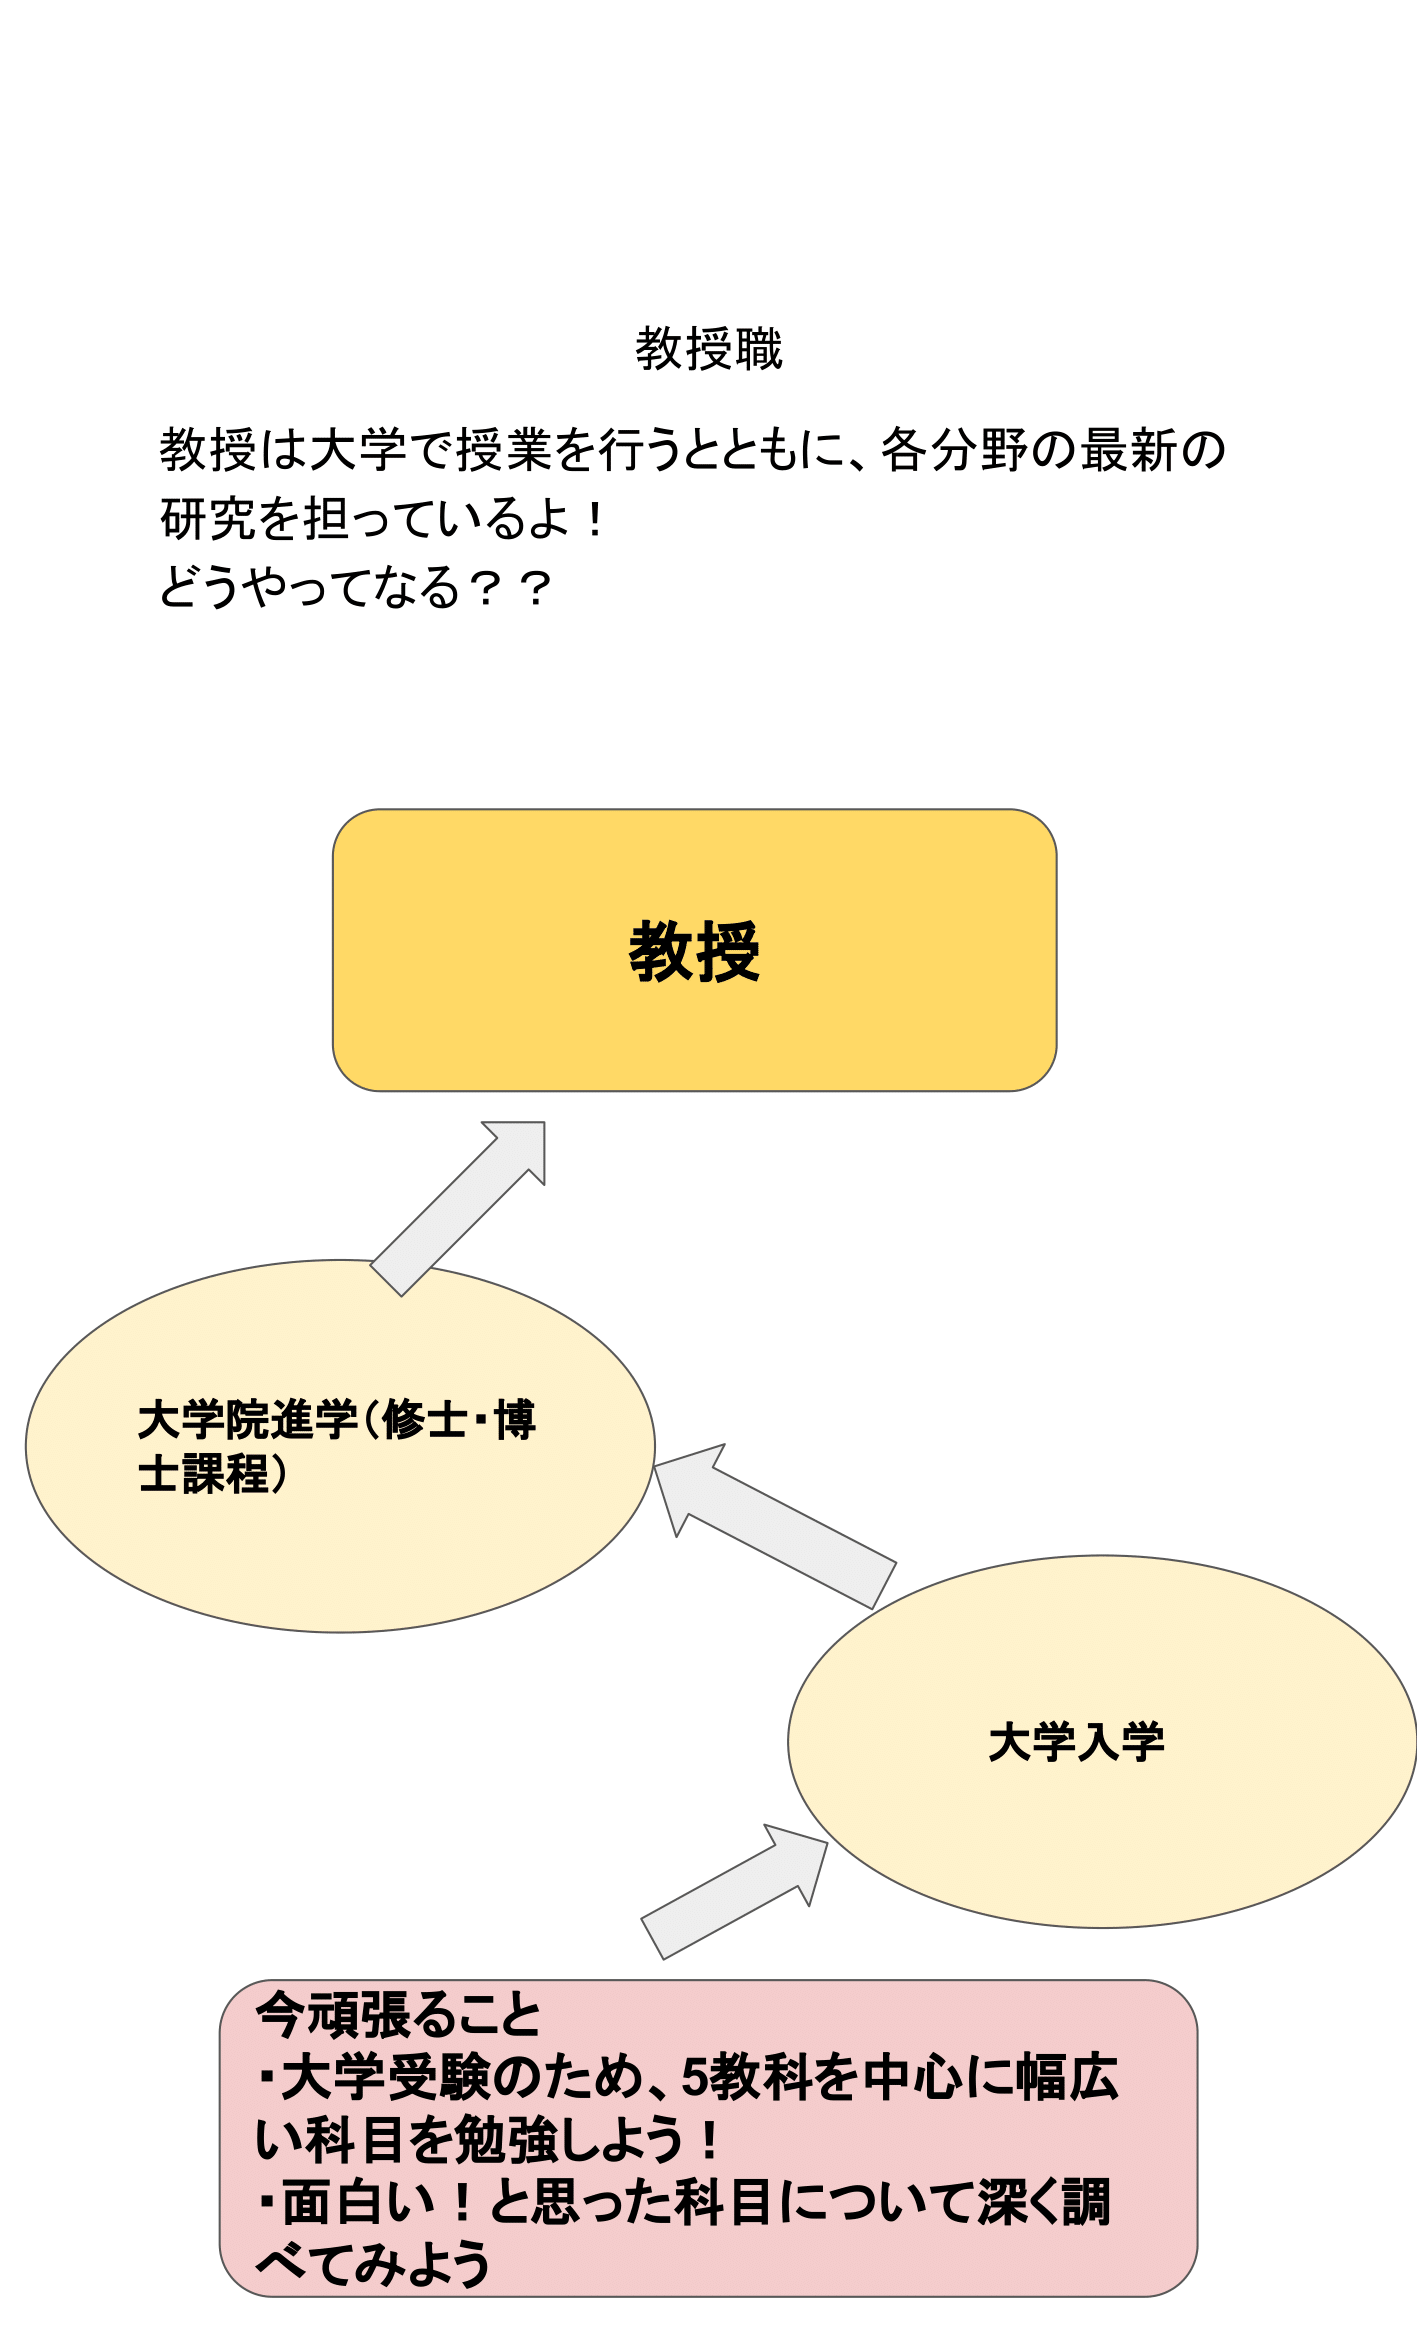 教授職
教授は大学で授業を行うとともに、各分野の最新の
研究を担っているよ！
どうやってなる？？
教授
大学院進学（修士・博
士課程）
大学入学
今頑張ること
・大学受験のため、5教科を中心に幅広
い科目を勉強しよう！
・面白い！と思った科目について深く調
べてみよう